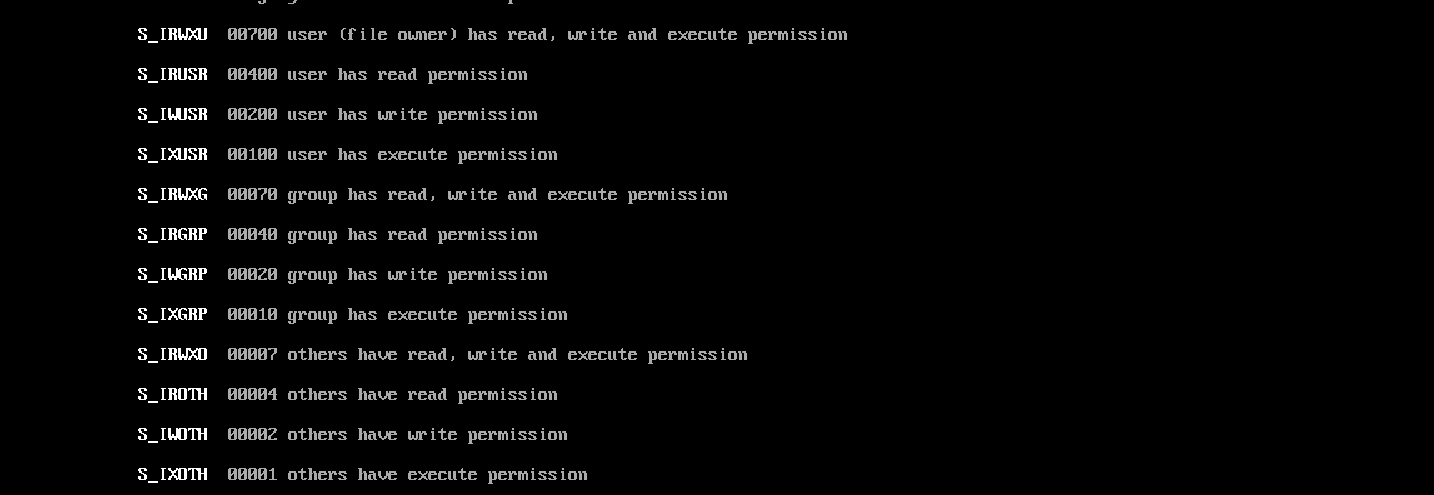 S_IRWXU 00700 user (file owner) has read, write and execute permission
S_IRUSR 00400 user has read permission
S_IWUSR 00200 user has write permission
S_IXUSR 00100 user has execute permission
S_IRWXG 00070 group has read, write and execute permission
S_IRGRP 00040 group has read permission
S_IWGRP 00020 group has write permission
S_IXGRP 00010 group has execute permission
S_IRWXO 00007 others have read, write and execute permission
S_IROTH 00004 others have read permission
S_IWOTH 00002 others have write permission
S_IXOTH 00001 others have execute permission